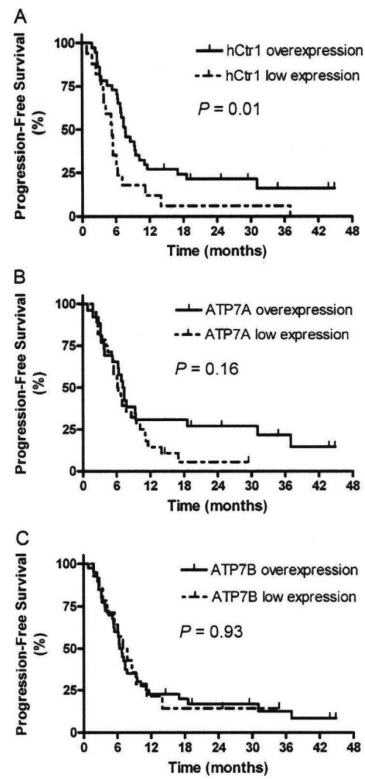 A
Progression-Free Survival
(%)
100
75
50
25
0
hCtr1 overexpression
hCtr1 low expression
P = 0.01
0 6 12 18 24 30 36 42 48
Time (months)
B
Progression-Free Survival
(%)
100
75
50
25
0
ATP7A overexpression
ATP7A low expression
P = 0.16
0 6 12 18 24 30 36 42 48
Time (months)
C
Progression-Free Survival
(%)
100
75
50
25
0
ATP7B overexpression
ATP7B low expression
P = 0.93
0 6 12 18 24 30 36 42 48
Time (months)